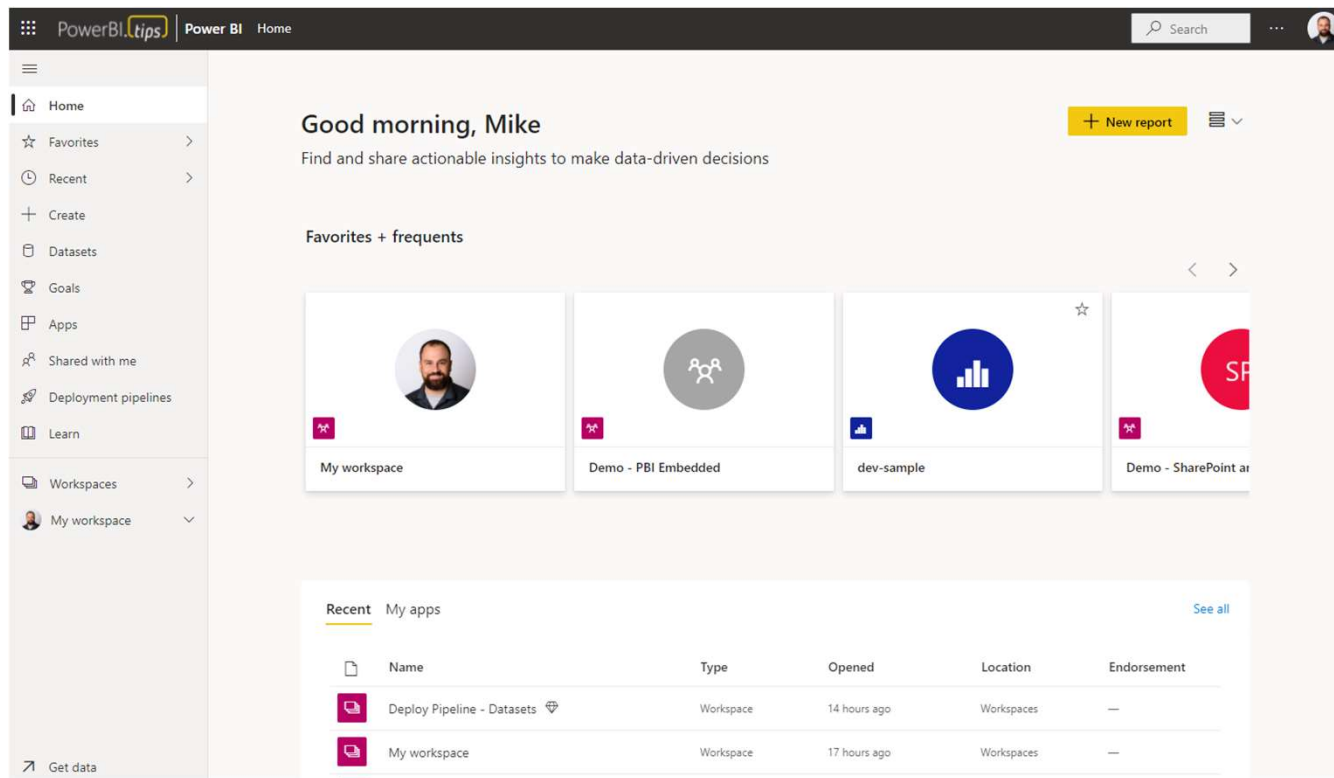 PowerBI.tips Power BI Home Search
Home
Favorites
Recent
Create
Datasets
Goals
Apps
Shared with me
Deployment pipelines
Learn
Workspaces
My workspace
Get data
Good morning, Mike
New report
Find and share actionable insights to make data-driven decisions
Favorites + frequents
My workspace
Demo - PBI Embedded
dev-sample
SP
Demo - SharePoint
Recent My apps See all
Name Type Opened Location Endorsement
Deploy Pipeline - Datasets Workspace 14 hours ago Workspaces —
My workspace Workspace 17 hours ago Workspaces —